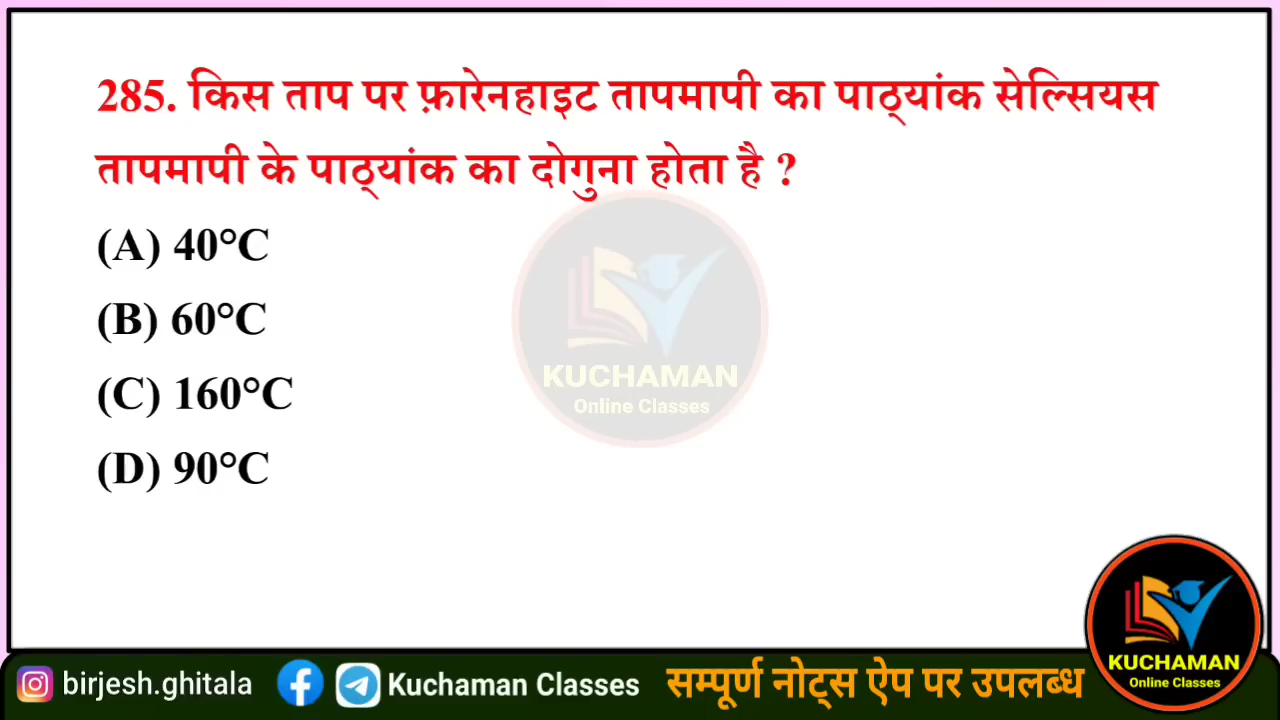 285. किस ताप पर फ़ारेनहाइट तापमापी का पाठ्यांक सेल्सियस
तापमापी के पाठ्यांक का दोगुना होता है ?
(A) 40°C
(B) 60°C
(C) 160°C
(D) 90°C
KUCHAMAN
Online Classes
KUCHAMAN
Online Classes
birjesh.ghitala
Kuchaman Classes
सम्पूर्ण नोट्स ऐप पर उपलब्ध